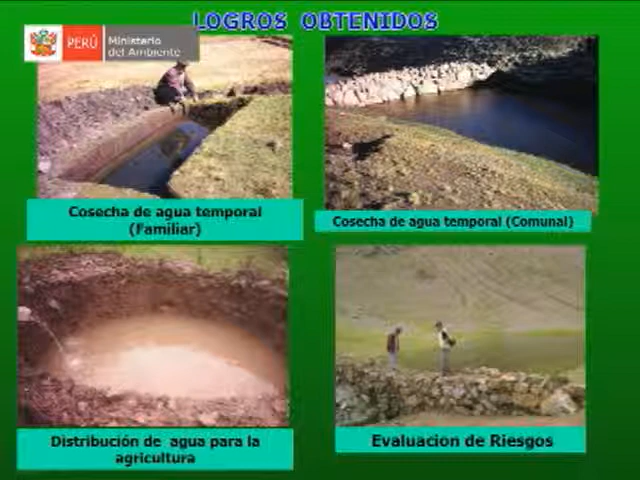 LOGROS OBTENIDOS
PERÚ
Ministerio
del Ambiente
Cosecha de agua temporal
(Familiar)
Cosecha de agua temporal (Comunal)
Distribución de agua para la
agricultura
Evaluacion de Riesgos